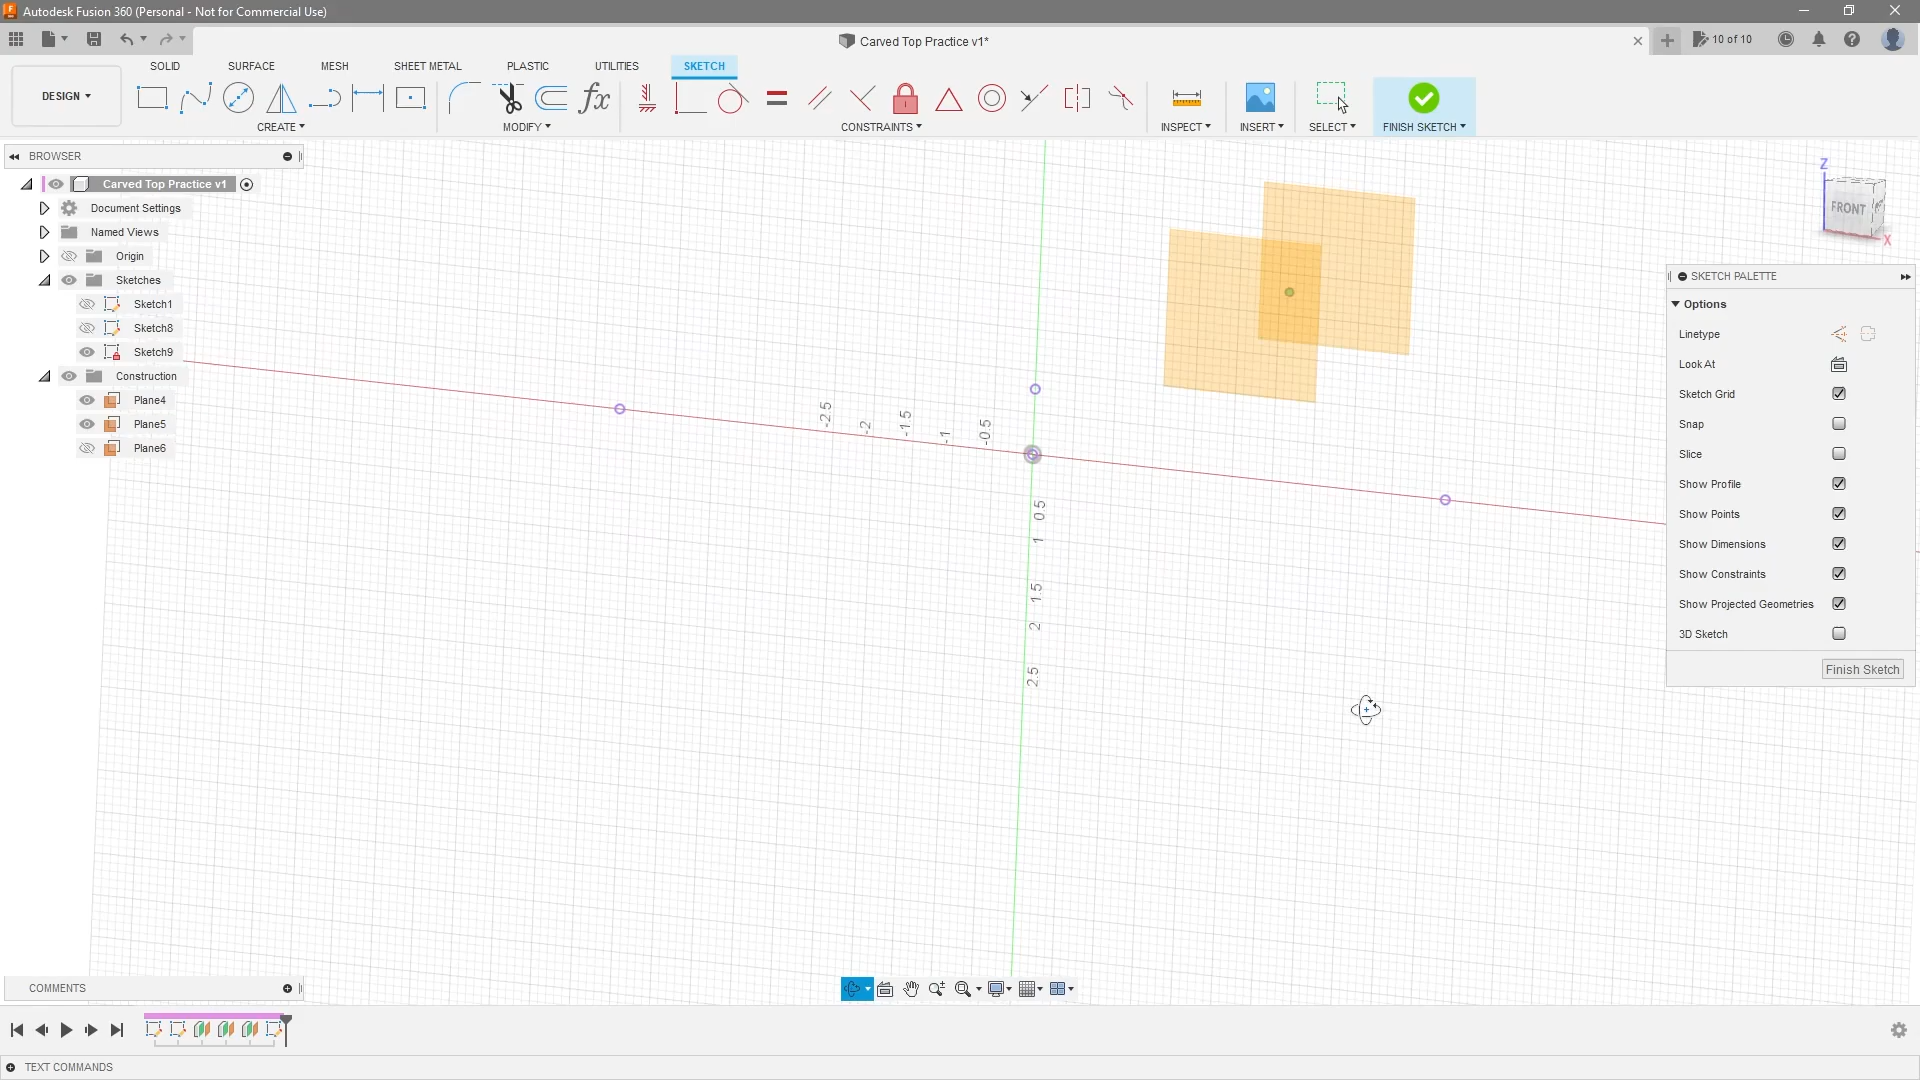 Autodesk Fusion 360 (Personal - Not for Commercial Use)
Carved Top Practice v1*
10 of 10
DESIGN
SOLID
SURFACE
MESH
SHEET METAL
PLASTIC
UTILITIES
SKETCH
fx
CREATE
MODIFY
CONSTRAINTS
INSPECT
INSERT
SELECT
FINISH SKETCH
BROWSER
Carved Top Practice v1
Document Settings
Named Views
Origin
Sketches
Sketch1
Sketch8
Sketch9
Construction
Plane4
Plane5
Plane6
-2.5
-2
-1.5
-1
-0.5
0.5
1
1.5
2
2.5
Z
FRONT
X
SKETCH PALETTE
Options
Linetype
Look At
Sketch Grid
Snap
Slice
Show Profile
Show Points
Show Dimensions
Show Constraints
Show Projected Geometries
3D Sketch
Finish Sketch
COMMENTS
TEXT COMMANDS